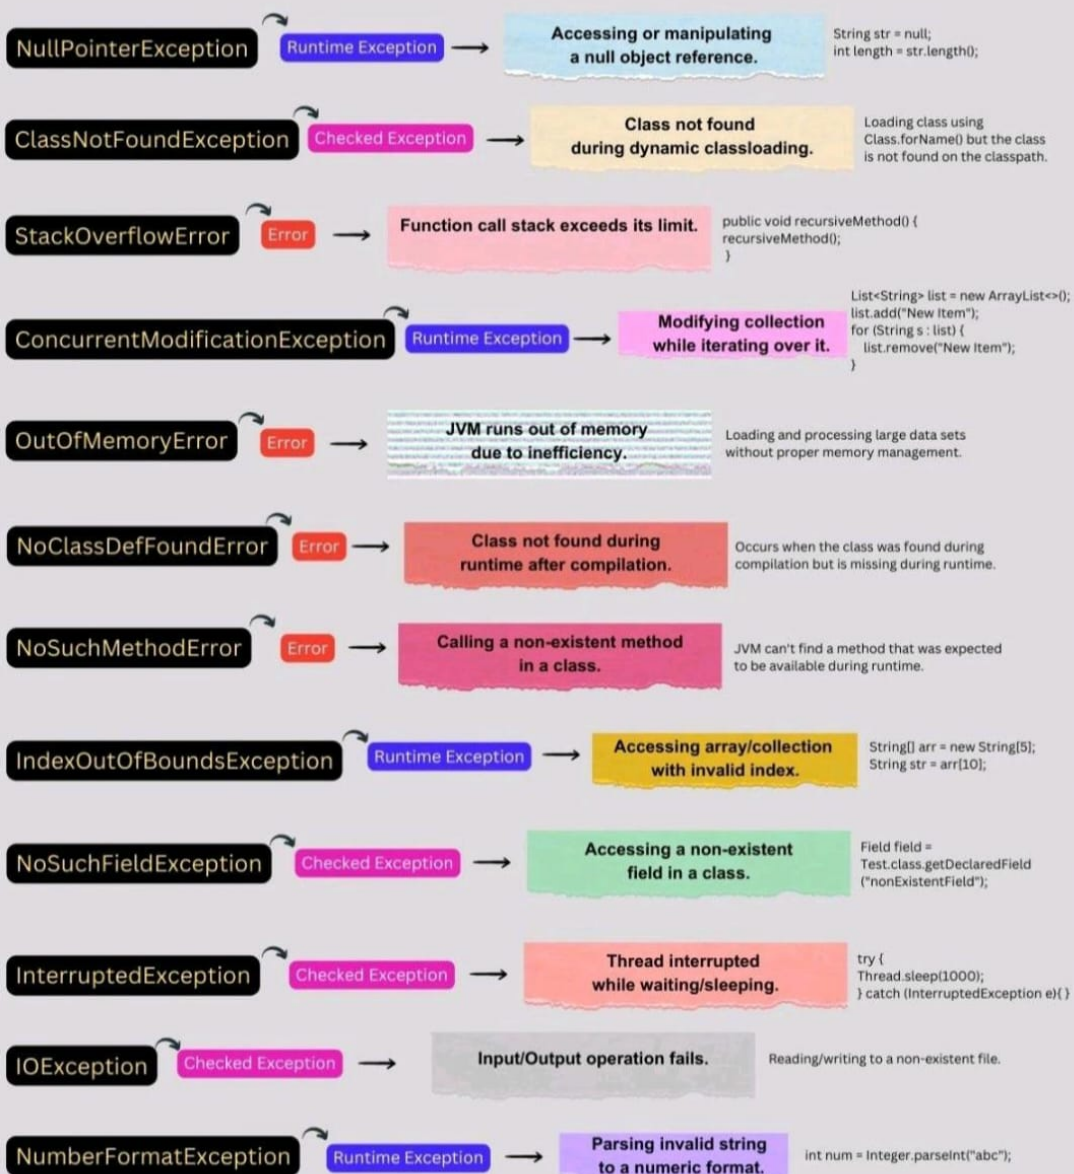 NullPointerException
Runtime Exception
Accessing or manipulating
a null object reference.
String str = null;
int length = str.length();
ClassNotFoundException
Checked Exception
Class not found
during dynamic classloading.
Loading class using
Class.forName() but the class
is not found on the classpath.
StackOverflowError
Error
Function call stack exceeds its limit.
public void recursiveMethod() {
recursiveMethod();
}
ConcurrentModificationException
Runtime Exception
Modifying collection
while iterating over it.
List<String> list = new ArrayList<>();
list.add("New Item");
for (String s : list) {
list.remove("New Item");
}
OutOfMemoryError
Error
JVM runs out of memory
due to inefficiency.
Loading and processing large data sets
without proper memory management.
NoClassDefFoundError
Error
Class not found during
runtime after compilation.
Occurs when the class was found during
compilation but is missing during runtime.
NoSuchMethodError
Error
Calling a non-existent method
in a class.
JVM can't find a method that was expected
to be available during runtime.
IndexOutOfBoundsException
Runtime Exception
Accessing array/collection
with invalid index.
String[] arr = new String[5];
String str = arr[10];
NoSuchFieldException
Checked Exception
Accessing a non-existent
field in a class.
Field field =
Test.class.getDeclaredField
("nonExistentField");
InterruptedException
Checked Exception
Thread interrupted
while waiting/sleeping.
try {
Thread.sleep(1000);
} catch (InterruptedException e){ }
IOException
Checked Exception
Input/Output operation fails.
Reading/writing to a non-existent file.
NumberFormatException
Runtime Exception
Parsing invalid string
to a numeric format.
int num = Integer.parseInt("abc");